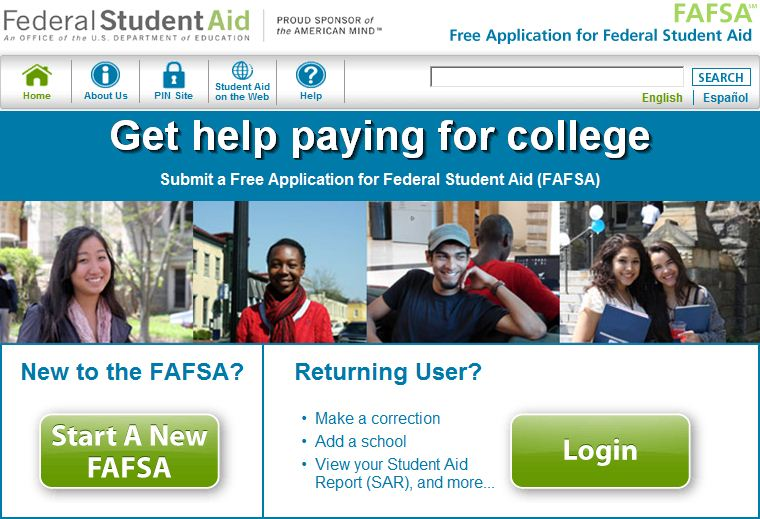 Federal Student Aid
An OFFICE of the U.S. DEPARTMENT of EDUCATION
PROUD SPONSOR of
the AMERICAN MIND™
FAFSA℠
Free Application for Federal Student Aid
Home
About Us
PIN Site
Student Aid
on the Web
Help
SEARCH
English
Español
Get help paying for college
Submit a Free Application for Federal Student Aid (FAFSA)
New to the FAFSA?
Start A New
FAFSA
Returning User?
• Make a correction
• Add a school
• View your Student Aid
Report (SAR), and more...
Login